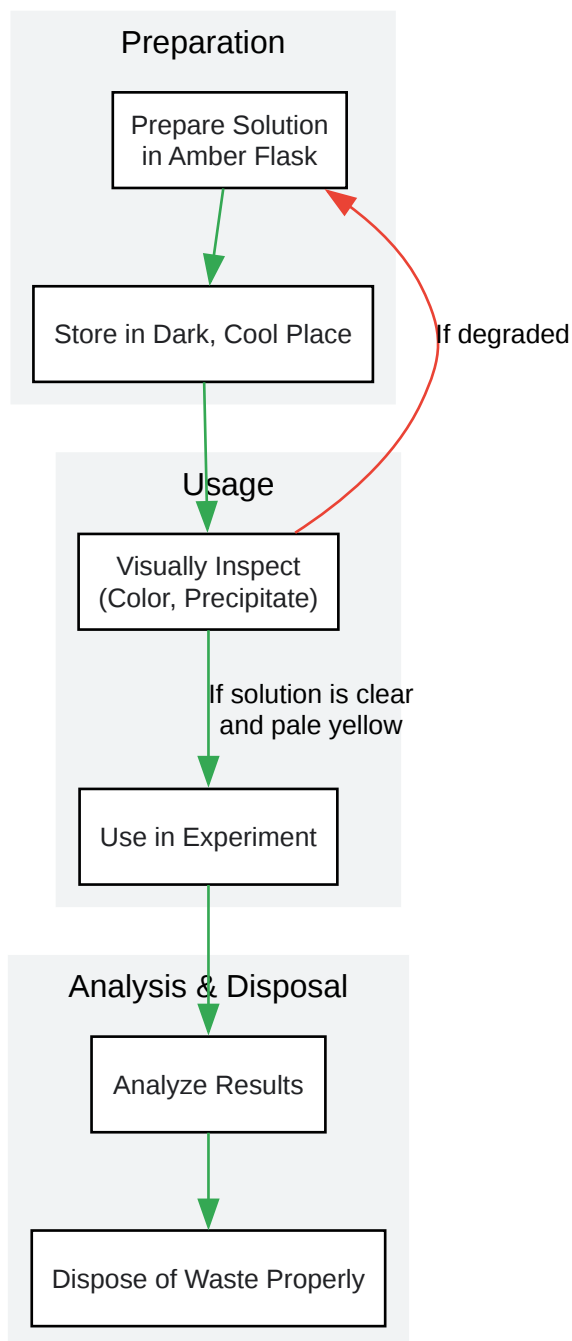 Preparation
Prepare Solution
in Amber Flask
Store in Dark, Cool Place
If degraded
Usage
Visually Inspect
(Color, Precipitate)
If solution is clear
and pale yellow
Use in Experiment
Analysis & Disposal
Analyze Results
Dispose of Waste Properly